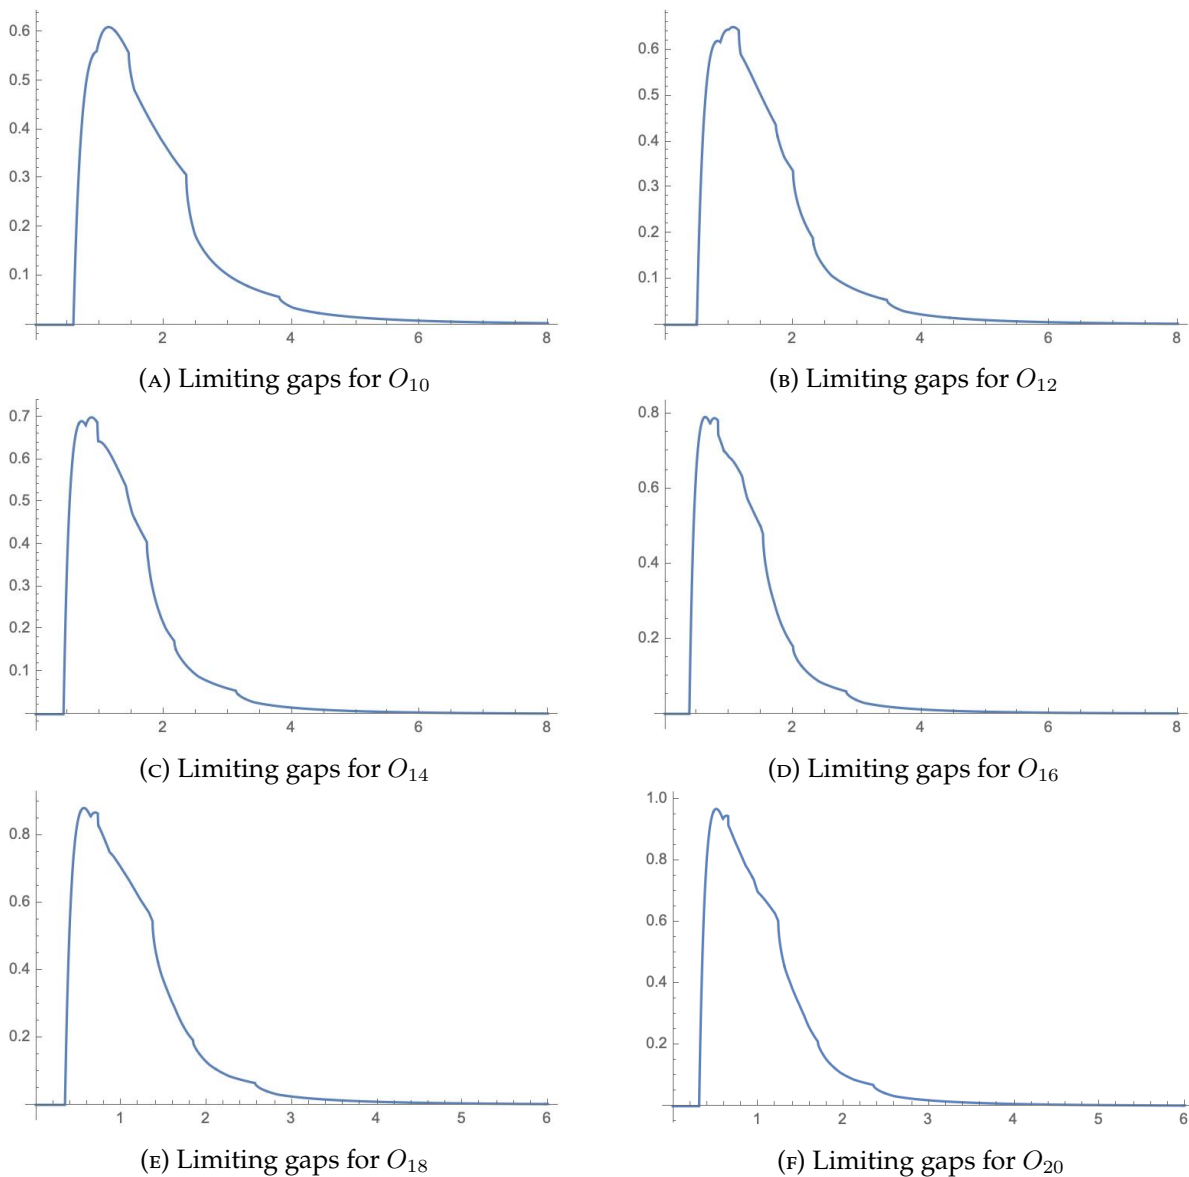 0.6
0.5
0.4
0.3
0.2
0.1
2 4 6 8
(A) Limiting gaps for O₁₀
0.6
0.5
0.4
0.3
0.2
0.1
2 4 6 8
(B) Limiting gaps for O₁₂
0.7
0.6
0.5
0.4
0.3
0.2
0.1
2 4 6 8
(C) Limiting gaps for O₁₄
0.8
0.6
0.4
0.2
2 4 6 8
(D) Limiting gaps for O₁₆
0.8
0.6
0.4
0.2
1 2 3 4 5 6
(E) Limiting gaps for O₁₈
1.0
0.8
0.6
0.4
0.2
1 2 3 4 5 6
(F) Limiting gaps for O₂₀